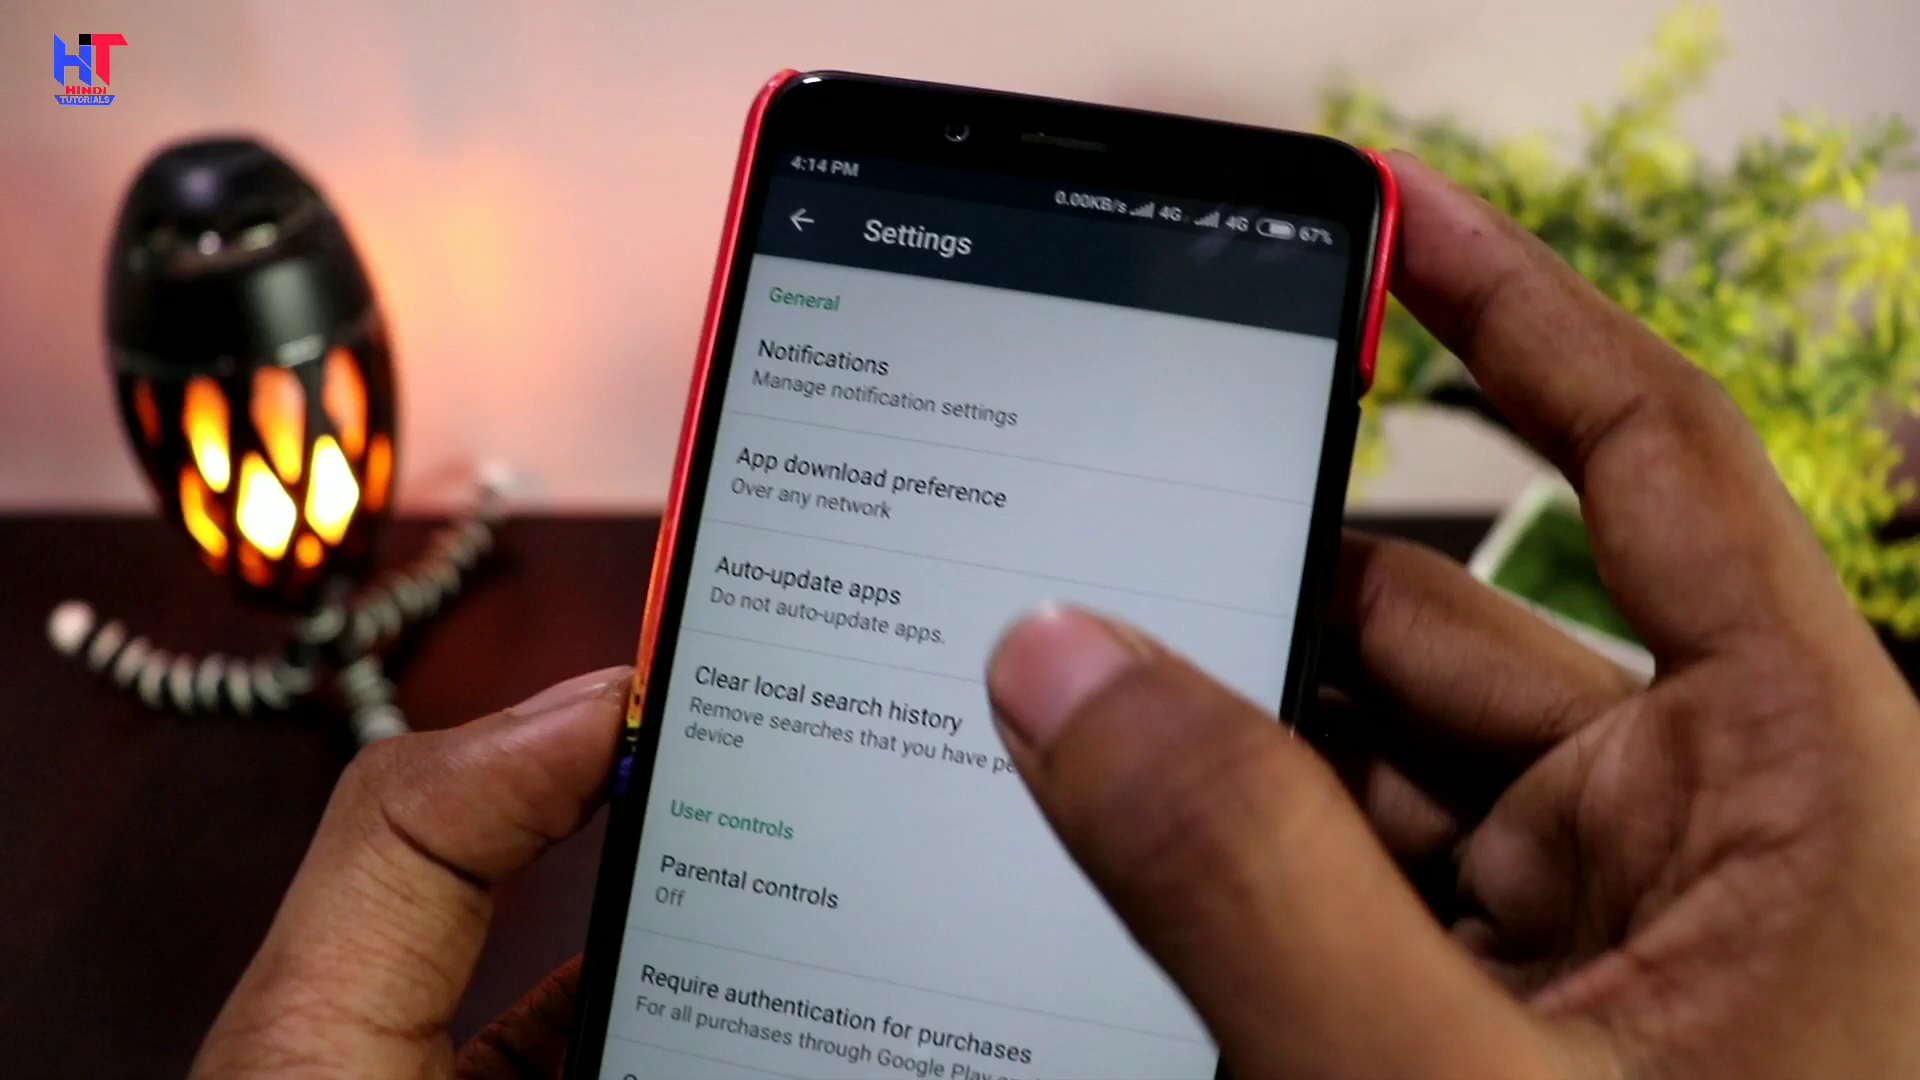 HT
HINDI
TUTORIALS
4:14 PM
0.00KB/s 4G 4G 67%
Settings
General
Notifications
Manage notification settings
App download preference
Over any network
Auto-update apps
Do not auto-update apps.
Clear local search history
Remove searches that you have
device
User controls
Parental controls
Off
Require authentication for purchases
For all purchases through Google Play